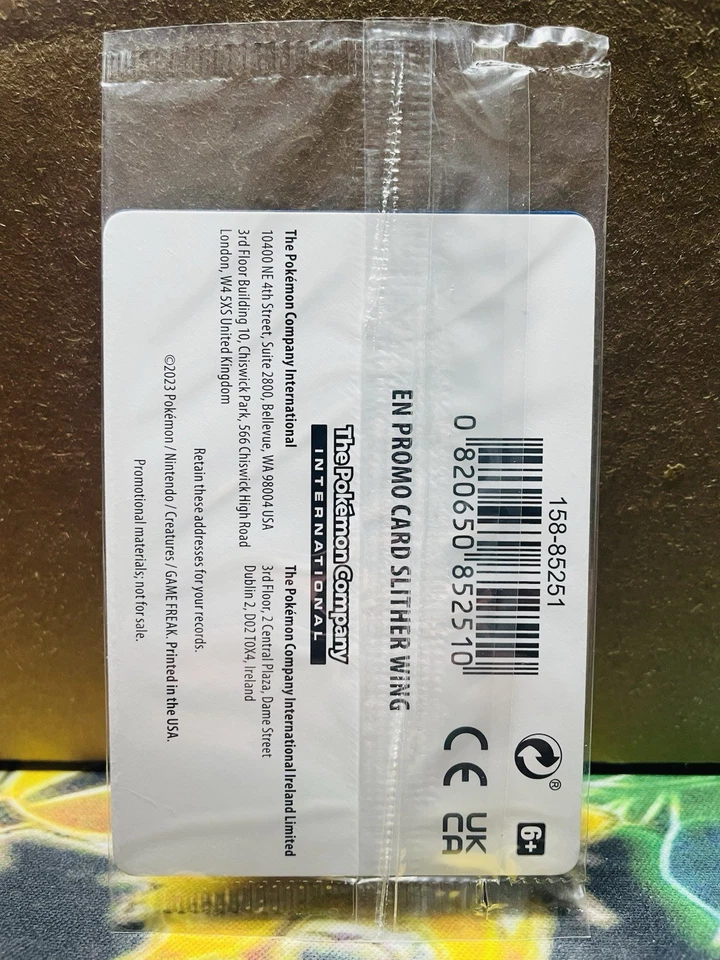 158-85251
0 820650 852510
CE
UK
CA
®
6+
EN PROMO CARD SLITHER WING
The Pokémon Company
INTERNATIONAL
The Pokémon Company International
10400 NE 4th Street, Suite 2800, Bellevue, WA 98004 USA
3rd Floor Building 10, Chiswick Park, 566 Chiswick High Road
London, W4 5XS United Kingdom
The Pokémon Company International Ireland Limited
3rd Floor, 2 Central Plaza, Dame Street
Dublin 2, D02 T0X4, Ireland
Retain these addresses for your records.
©2023 Pokémon / Nintendo / Creatures / GAME FREAK. Printed in the USA.
Promotional materials; not for sale.